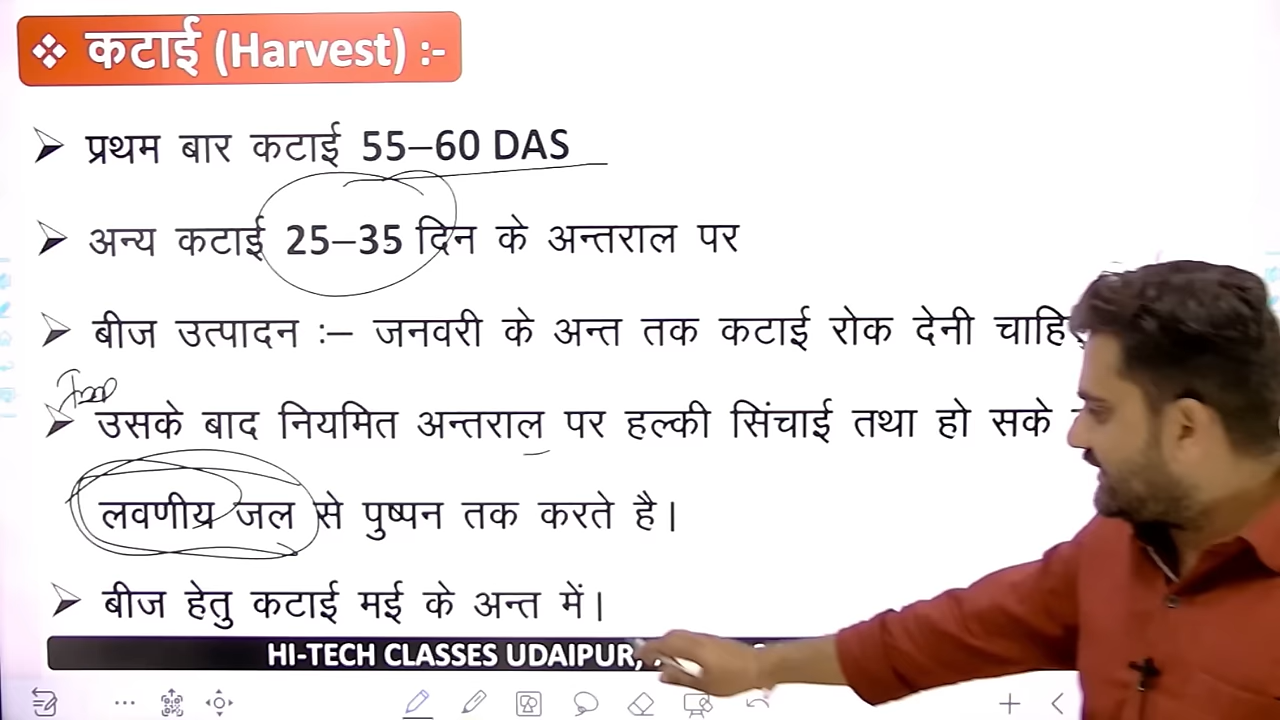 ❖ कटाई (Harvest) :-
➢ प्रथम बार कटाई 55–60 DAS
➢ अन्य कटाई 25–35 दिन के अन्तराल पर
➢ बीज उत्पादन :– जनवरी के अन्त तक कटाई रोक देनी
Imp
➢ उसके बाद नियमित अन्तराल पर हल्की सिंचाई तथा हो सके
लवणीय जल से पुष्पन तक करते है।
➢ बीज हेतु कटाई मई के अन्त में।
HI-TECH CLASSES UDAIPUR,